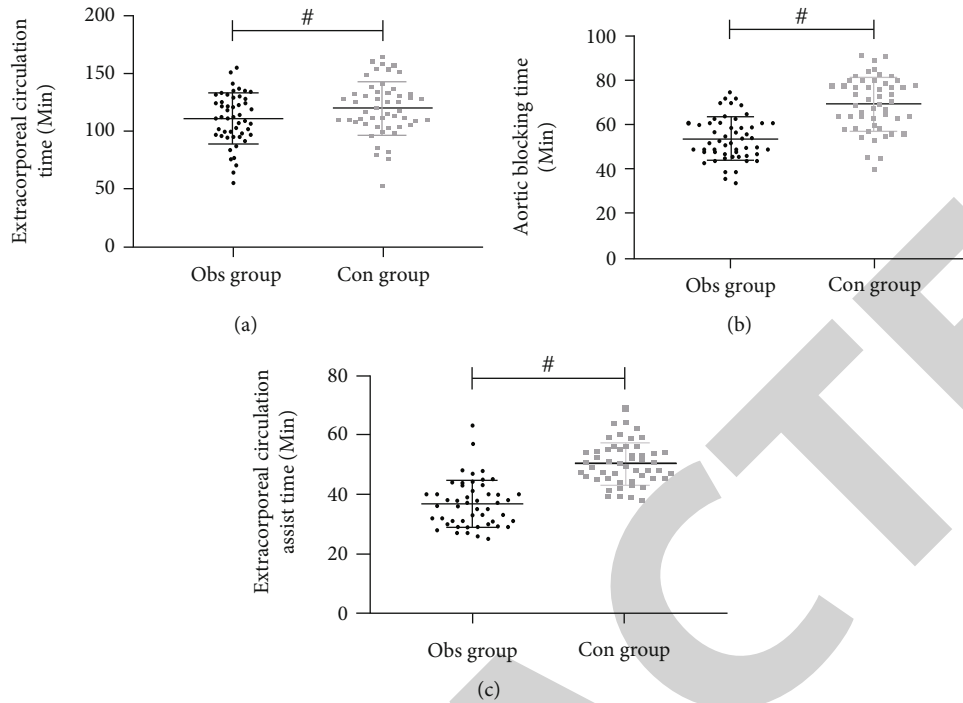 #
200
150
100
50
0
Extracorporeal circulation
time (Min)
Obs group
Con group
(a)
#
100
80
60
40
20
0
Aortic blocking time
(Min)
Obs group
Con group
(b)
#
80
60
40
20
0
Extracorporeal circulation
assist time (Min)
Obs group
Con group
(c)
ACTE